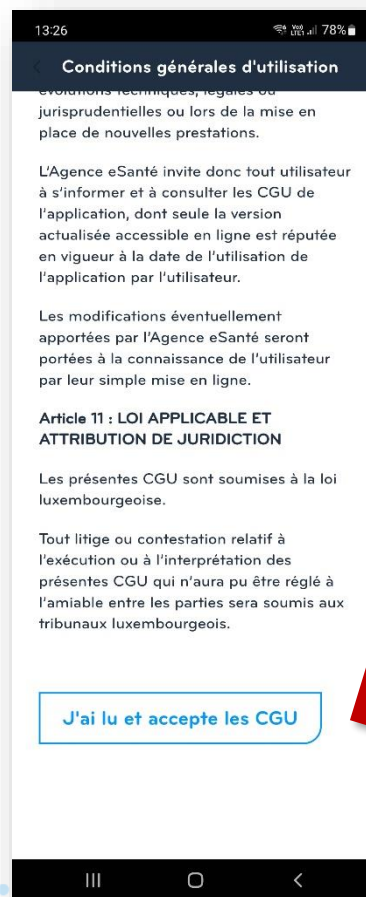 13:26
Vo)) LTE1 78%
Conditions générales d'utilisation
évolutions techniques, légales ou
jurisprudentielles ou lors de la mise en
place de nouvelles prestations.
L'Agence eSanté invite donc tout utilisateur
à s'informer et à consulter les CGU de
l'application, dont seule la version
actualisée accessible en ligne est réputée
en vigueur à la date de l'utilisation de
l'application par l'utilisateur.
Les modifications éventuellement
apportées par l'Agence eSanté seront
portées à la connaissance de l'utilisateur
par leur simple mise en ligne.
Article 11 : LOI APPLICABLE ET
ATTRIBUTION DE JURIDICTION
Les présentes CGU sont soumises à la loi
luxembourgeoise.
Tout litige ou contestation relatif à
l'exécution ou à l'interprétation des
présentes CGU qui n'aura pu être réglé à
l'amiable entre les parties sera soumis aux
tribunaux luxembourgeois.
J'ai lu et accepte les CGU